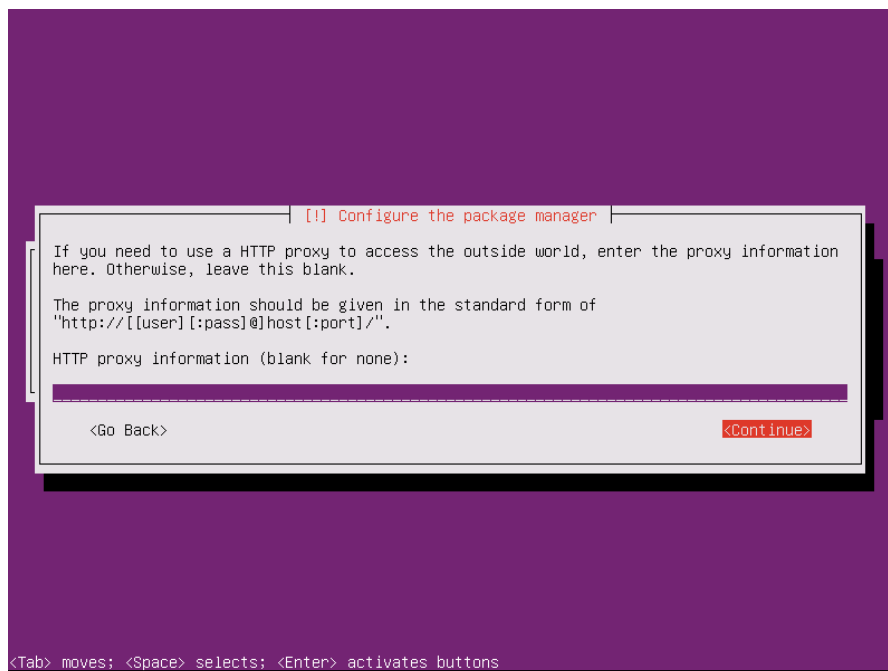 [!] Configure the package manager
If you need to use a HTTP proxy to access the outside world, enter the proxy information
here. Otherwise, leave this blank.
The proxy information should be given in the standard form of
"http://[[user][:pass]@]host[:port]/".
HTTP proxy information (blank for none):
<Go Back> <Continue>
<Tab> moves; <Space> selects; <Enter> activates buttons